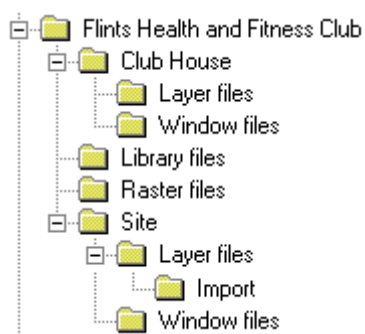 Flints Health and Fitness Club
Club House
Layer files
Window files
Library files
Raster files
Site
Layer files
Import
Window files